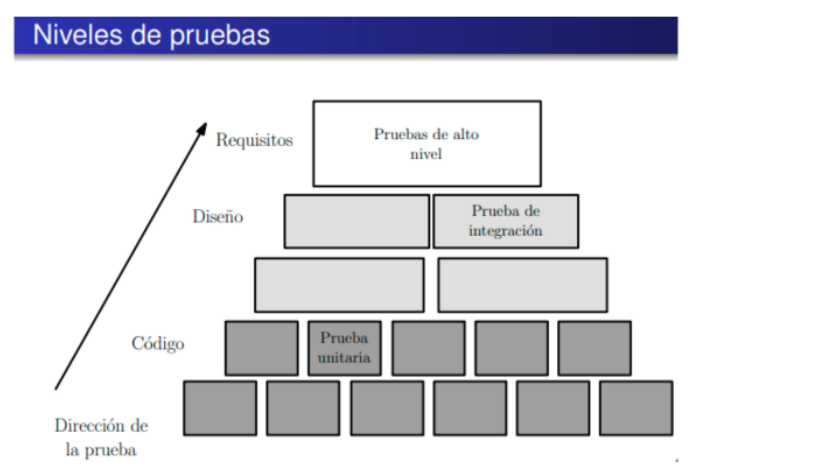 Niveles de pruebas
Requisitos
Pruebas de alto
nivel
Diseño
Prueba de
integración
Código
Prueba
unitaria
Dirección de
la prueba